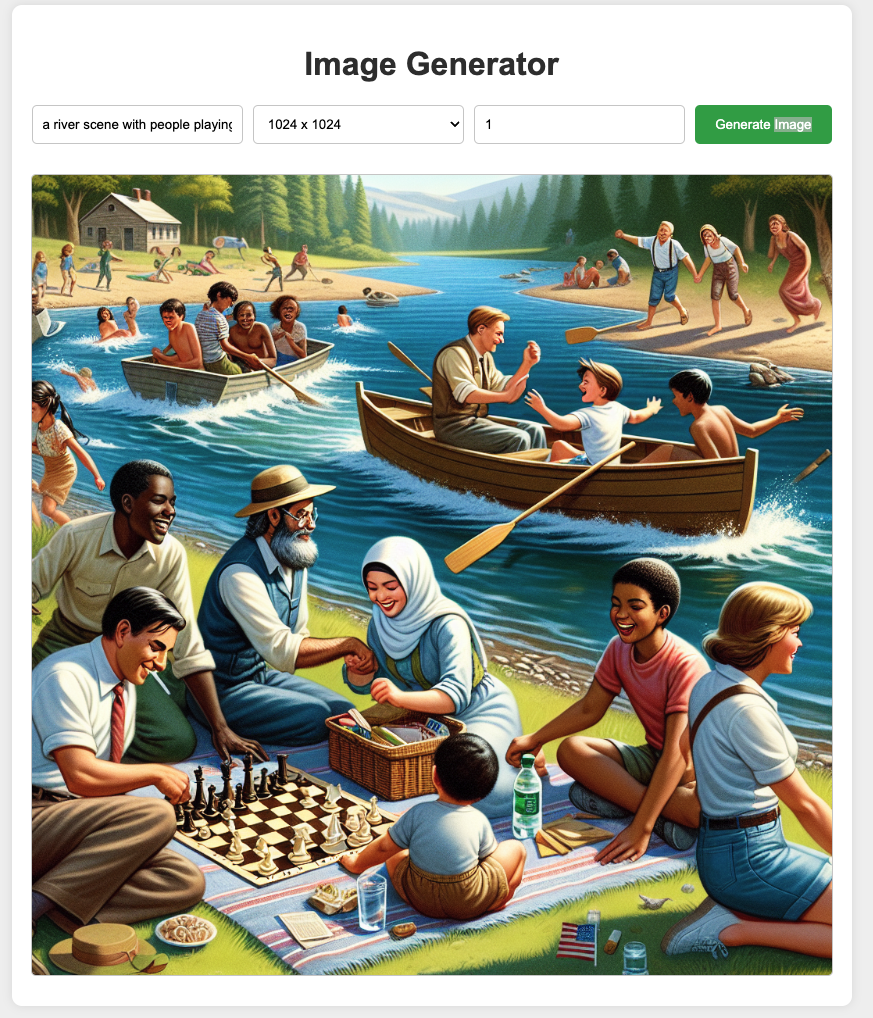 Image Generator
a river scene with people playing
1024 x 1024
1
Generate Image